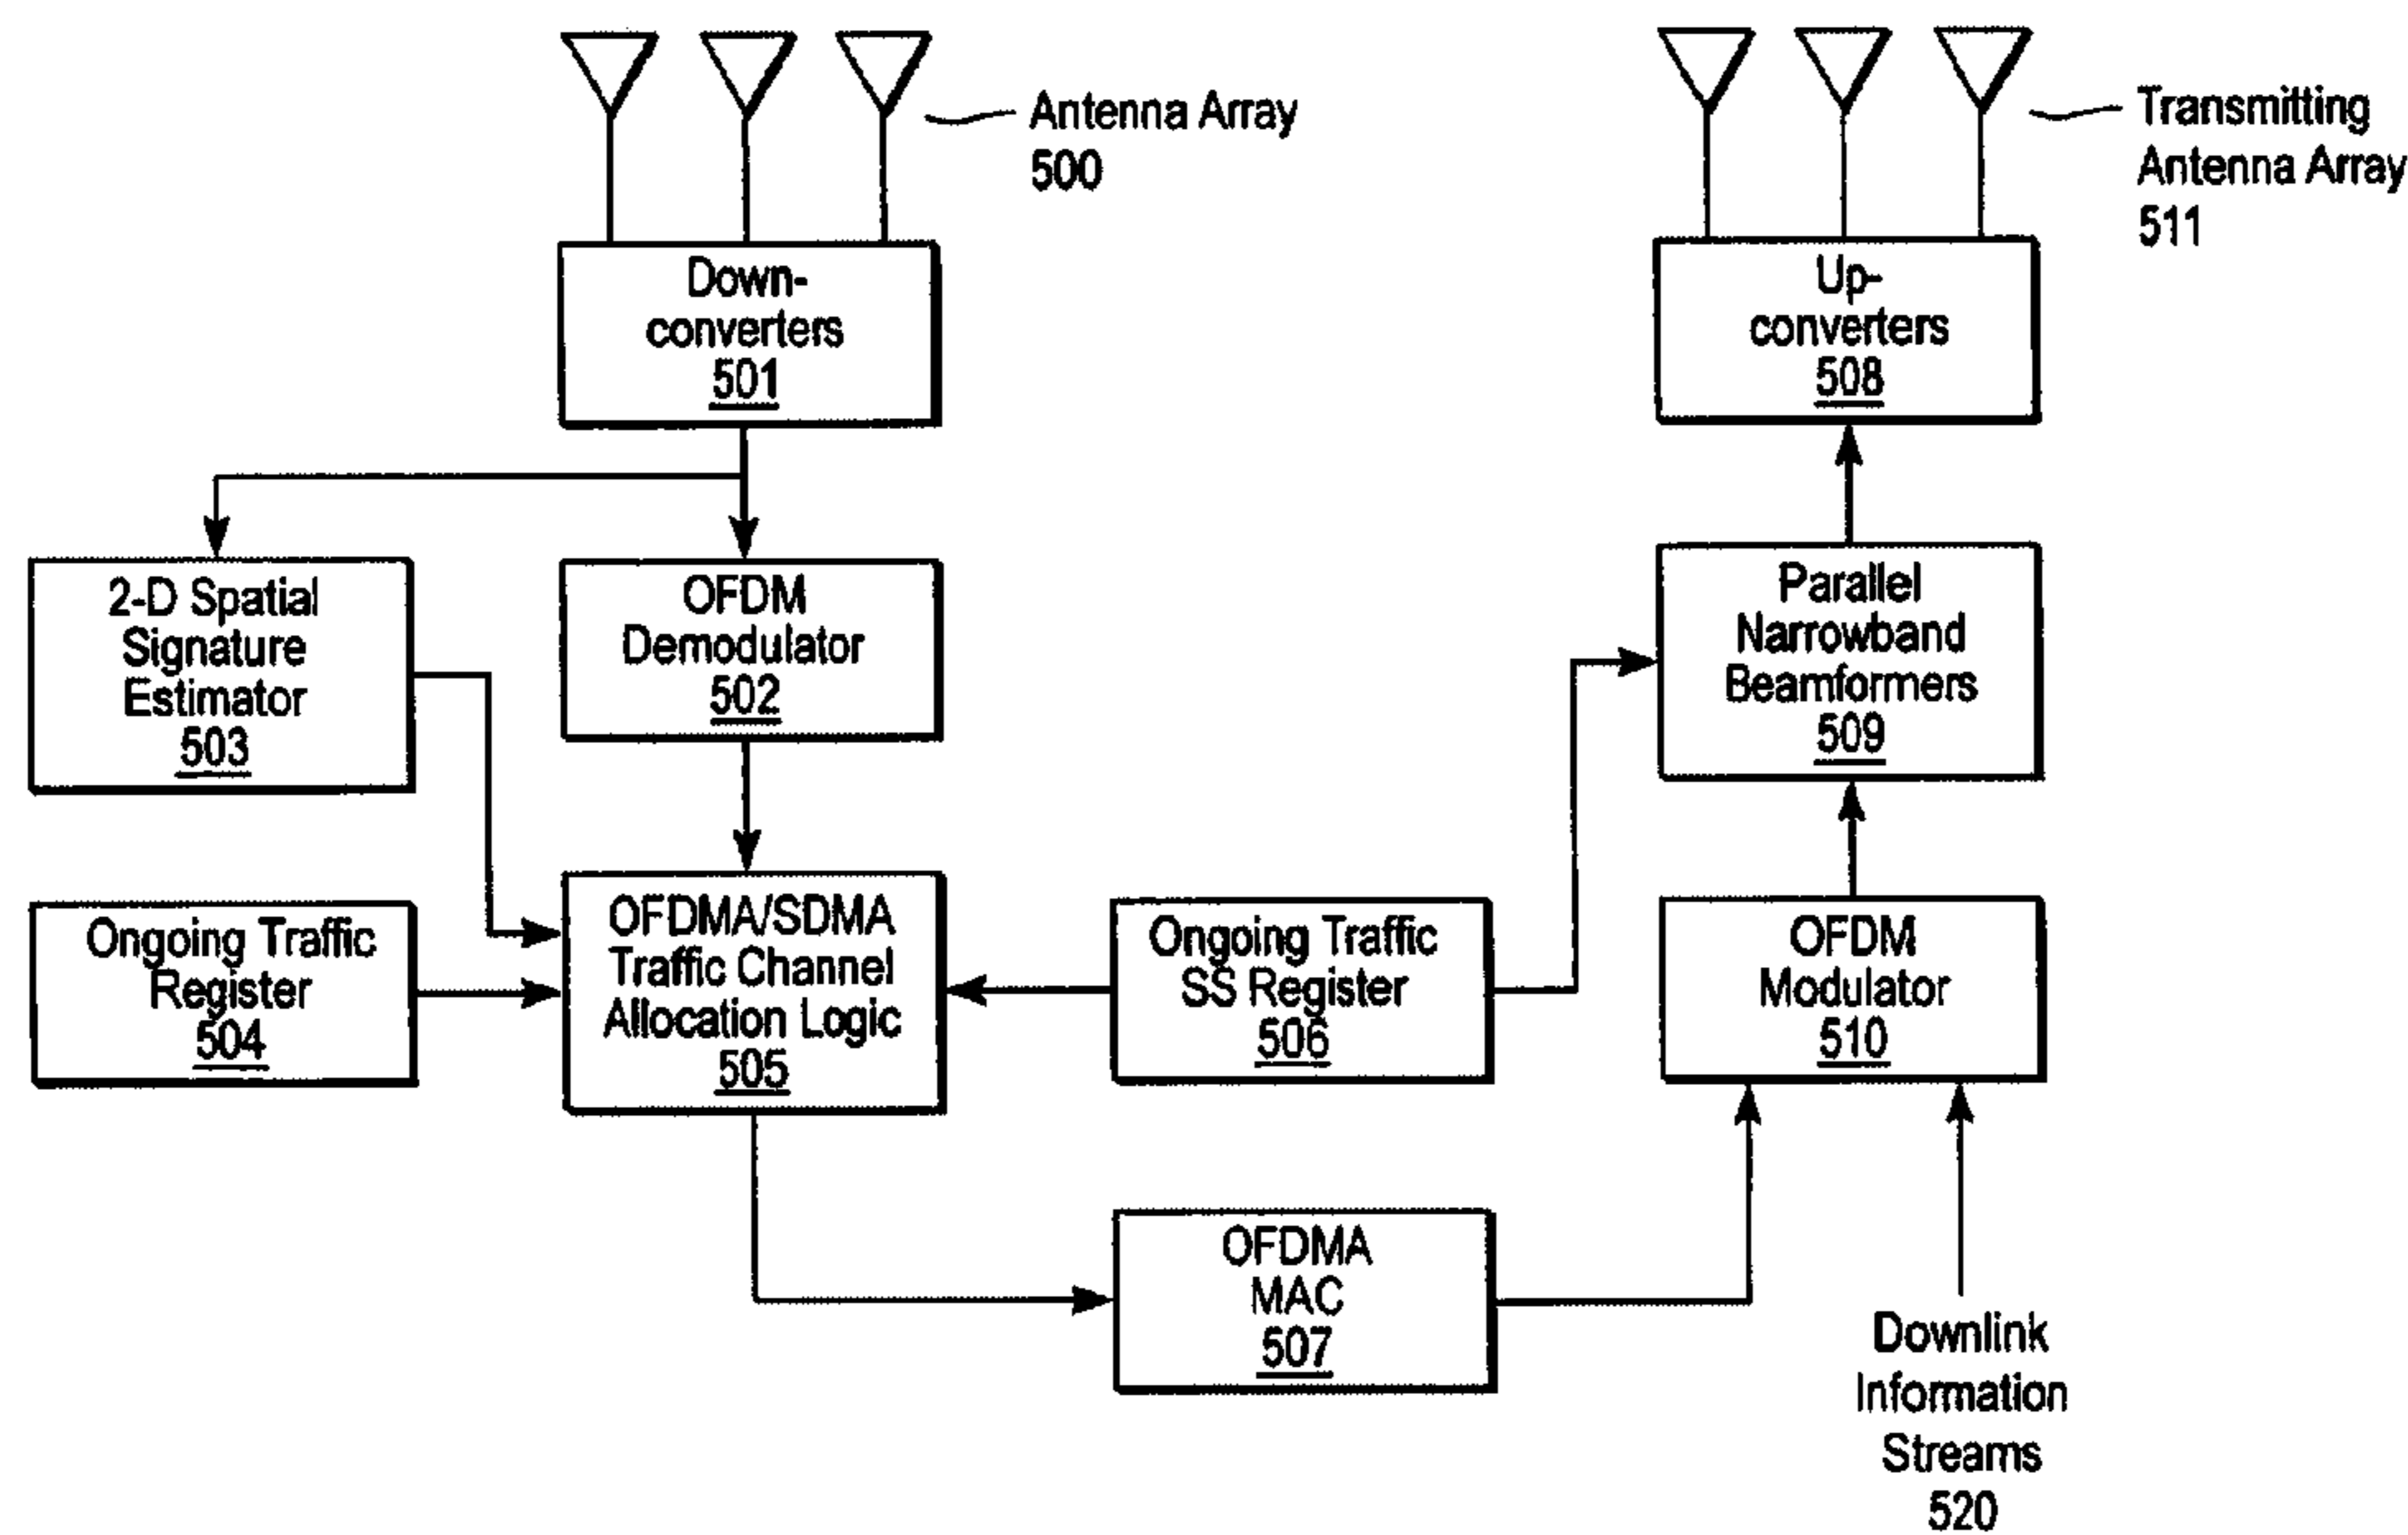 Antenna Array
500
Transmitting
Antenna Array
511
Down-
converters
501
Up-
converters
508
2-D Spatial
Signature
Estimator
503
OFDM
Demodulator
502
Parallel
Narrowband
Beamformers
509
Ongoing Traffic
Register
504
OFDMA/SDMA
Traffic Channel
Allocation Logic
505
Ongoing Traffic
SS Register
506
OFDM
Modulator
510
OFDMA
MAC
507
Downlink
Information
Streams
520